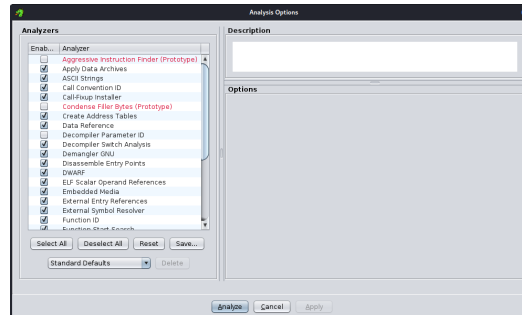 Analysis Options
Analyzers
Enab... Analyzer
Aggressive Instruction Finder (Prototype)
Apply Data Archives
ASCII Strings
Call Convention ID
Call-Fixup Installer
Condense Filler Bytes (Prototype)
Create Address Tables
Data Reference
Decompiler Parameter ID
Decompiler Switch Analysis
Demangler GNU
Disassemble Entry Points
DWARF
ELF Scalar Operand References
Embedded Media
External Entry References
External Symbol Resolver
Function ID
Function Start Search
Select All Deselect All Reset Save...
Standard Defaults Delete
Description
Options
Analyze Cancel Apply